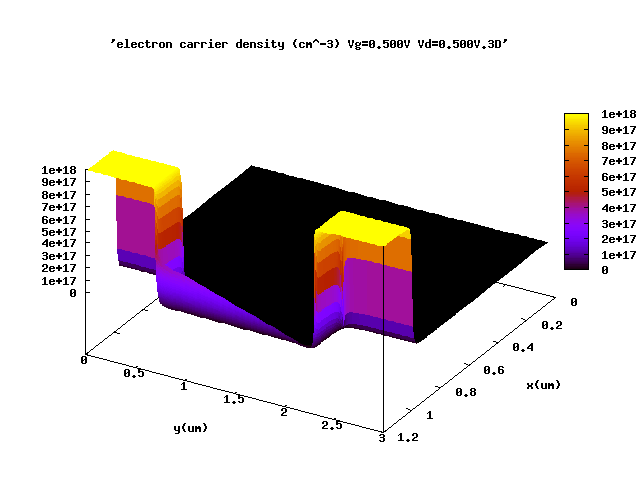 'electron carrier density (cm^-3) Vg=0.500V Vd=0.500V.3D'
1e+18
9e+17
8e+17
7e+17
6e+17
5e+17
4e+17
3e+17
2e+17
1e+17
0
1e+18
9e+17
8e+17
7e+17
6e+17
5e+17
4e+17
3e+17
2e+17
1e+17
0
0
0.2
0.4
0.6
0.8
1
1.2
x(um)
0
0.5
1
1.5
2
2.5
3
y(um)